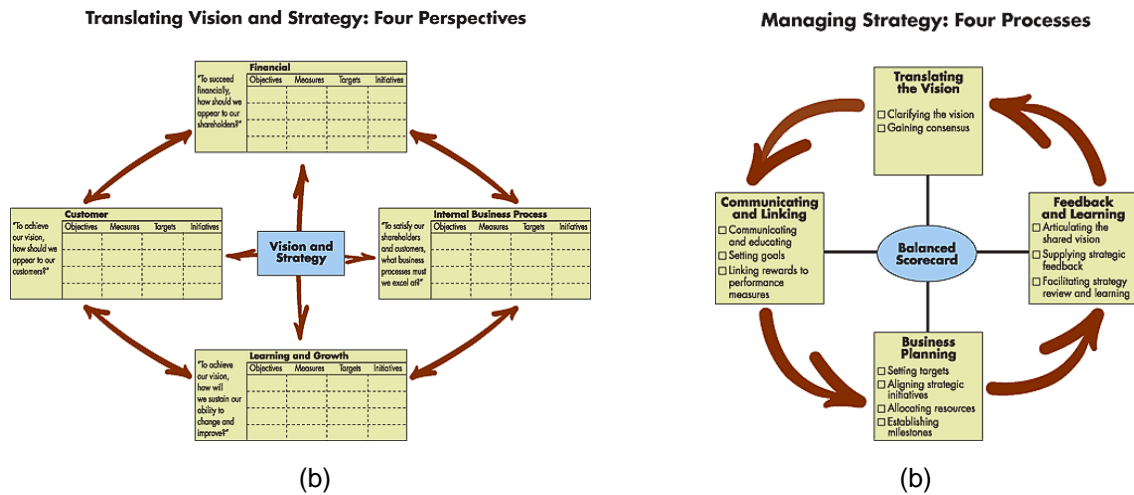 Translating Vision and Strategy: Four Perspectives
Financial
"To succeed
financially,
how should we
appear to our
shareholders?"
Objectives Measures Targets Initiatives
Customer
"To achieve
our vision,
how should we
appear to our
customers?"
Objectives Measures Targets Initiatives
Vision and
Strategy
Internal Business Process
"To satisfy our
shareholders
and customers,
what business
processes must
we excel at?"
Objectives Measures Targets Initiatives
Learning and Growth
"To achieve
our vision,
how will
we sustain our
ability to
change and
improve?"
Objectives Measures Targets Initiatives
(b)
Managing Strategy: Four Processes
Translating
the Vision
Clarifying the vision
Gaining consensus
Communicating
and Linking
Communicating
and educating
Setting goals
Linking rewards to
performance
measures
Balanced
Scorecard
Feedback
and Learning
Articulating the
shared vision
Supplying strategic
feedback
Facilitating strategy
review and learning
Business
Planning
Setting targets
Aligning strategic
initiatives
Allocating resources
Establishing
milestones
(b)